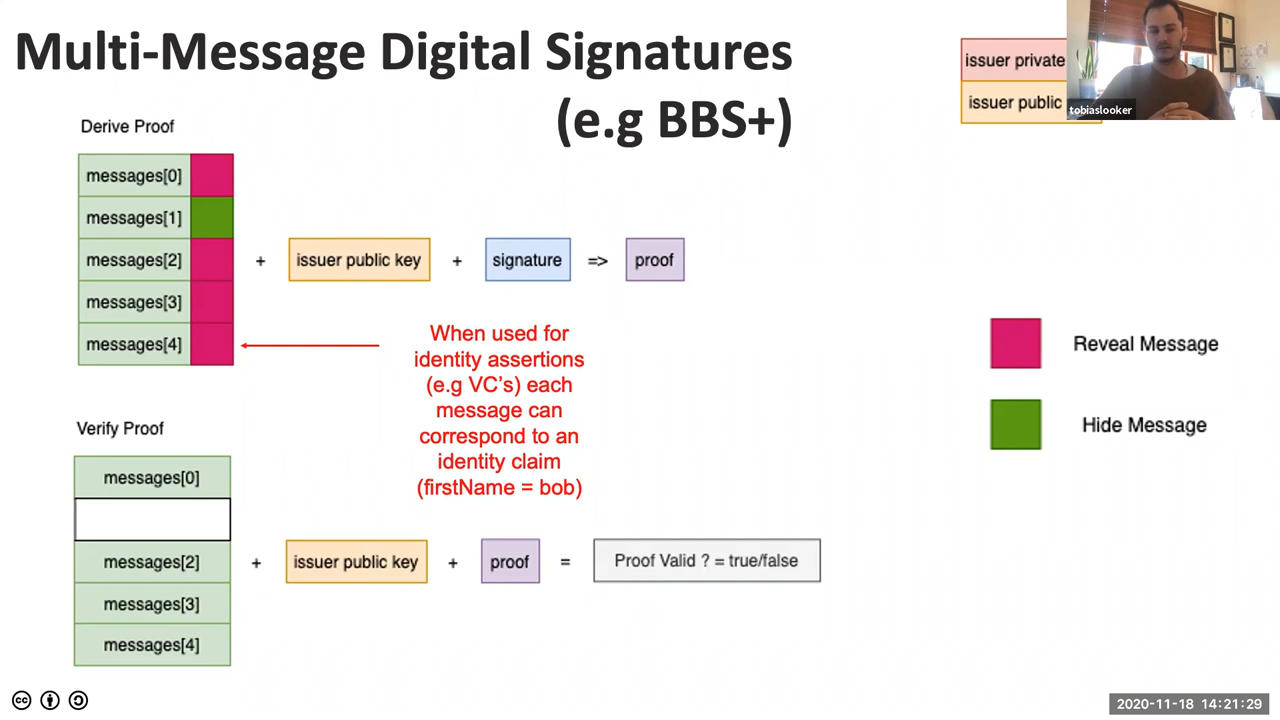 Multi-Message Digital Signatures
(e.g BBS+)
issuer private
issuer public
tobiaslooker
Derive Proof
messages[0]
messages[1]
messages[2]
messages[3]
messages[4]
+
issuer public key
+
signature
=>
proof
When used for
identity assertions
(e.g VC's) each
message can
correspond to an
identity claim
(firstName = bob)
Reveal Message
Hide Message
Verify Proof
messages[0]
messages[2]
messages[3]
messages[4]
+
issuer public key
+
proof
=
Proof Valid ? = true/false
cc
2020-11-18 14:21:29